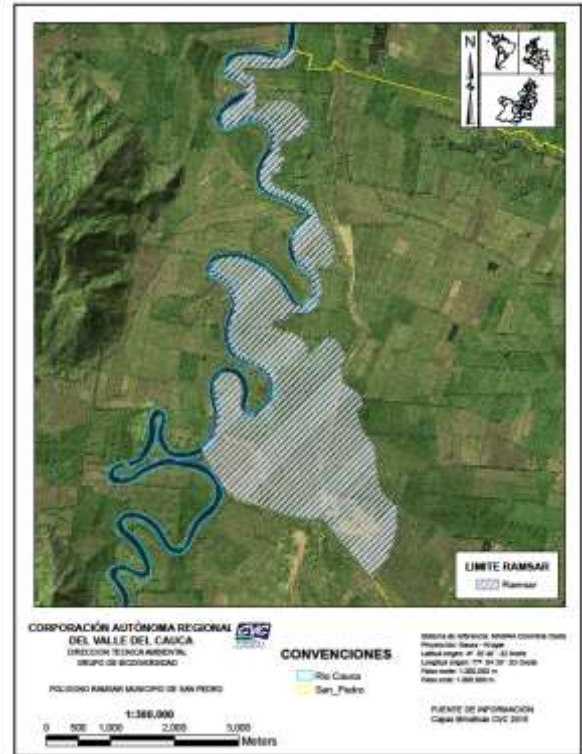 N
LIMITE RAMSAR
Ramsar
CORPORACIÓN AUTÓNOMA REGIONAL
DEL VALLE DEL CAUCA
DIRECCION TECNICA AMBIENTAL
GRUPO DE BIODIVERSIDAD
CVC
POLIGONO RAMSAR MUNICIPIO DE SAN PEDRO
1:300,000
0 500 1,000 2,000 3,000
Meters
CONVENCIONES
Rio Cauca
San_Pedro
FUENTE DE INFORMACIÓN